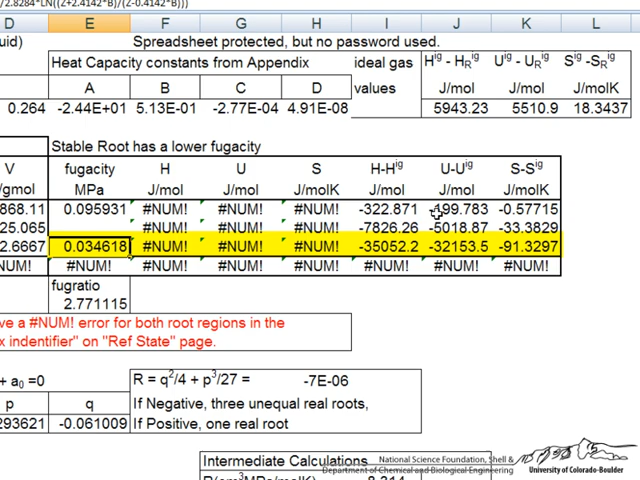 2.8284*LN((Z+2.4142*B)/(Z-0.4142*B)))
D E F G H I J K L
uid) Spreadsheet protected, but no password used.
Heat Capacity constants from Appendix ideal gas H^ig - H_R^ig U^ig - U_R^ig S^ig -S_R^ig
A B C D values J/mol J/mol J/molK
0.264 -2.44E+01 5.13E-01 -2.77E-04 4.91E-08 5943.23 5510.9 18.3437
Stable Root has a lower fugacity
V fugacity H U S H-H^ig U-U^ig S-S^ig
/gmol MPa J/mol J/mol J/molK J/mol J/mol J/molK
868.11 0.095931 #NUM! #NUM! #NUM! -322.871 -199.783 -0.57715
25.065 #NUM! #NUM! #NUM! -7826.26 -5018.87 -33.3829
2.6667 0.034618 #NUM! #NUM! #NUM! -35052.2 -32153.5 -91.3297
NUM! #NUM! #NUM! #NUM! #NUM! #NUM! #NUM! #NUM!
fugratio
2.771115
ve a #NUM! error for both root regions in the
x indentifier" on "Ref State" page.
+ a₀ =0 R = q²/4 + p³/27 = -7E-06
p q If Negative, three unequal real roots,
293621 -0.061009 If Positive, one real root
Intermediate Calculations
National Science Foundation, Shell &
Department of Chemical and Biological Engineering
University of Colorado-Boulder
R(cm³MPa/molK) 8.314